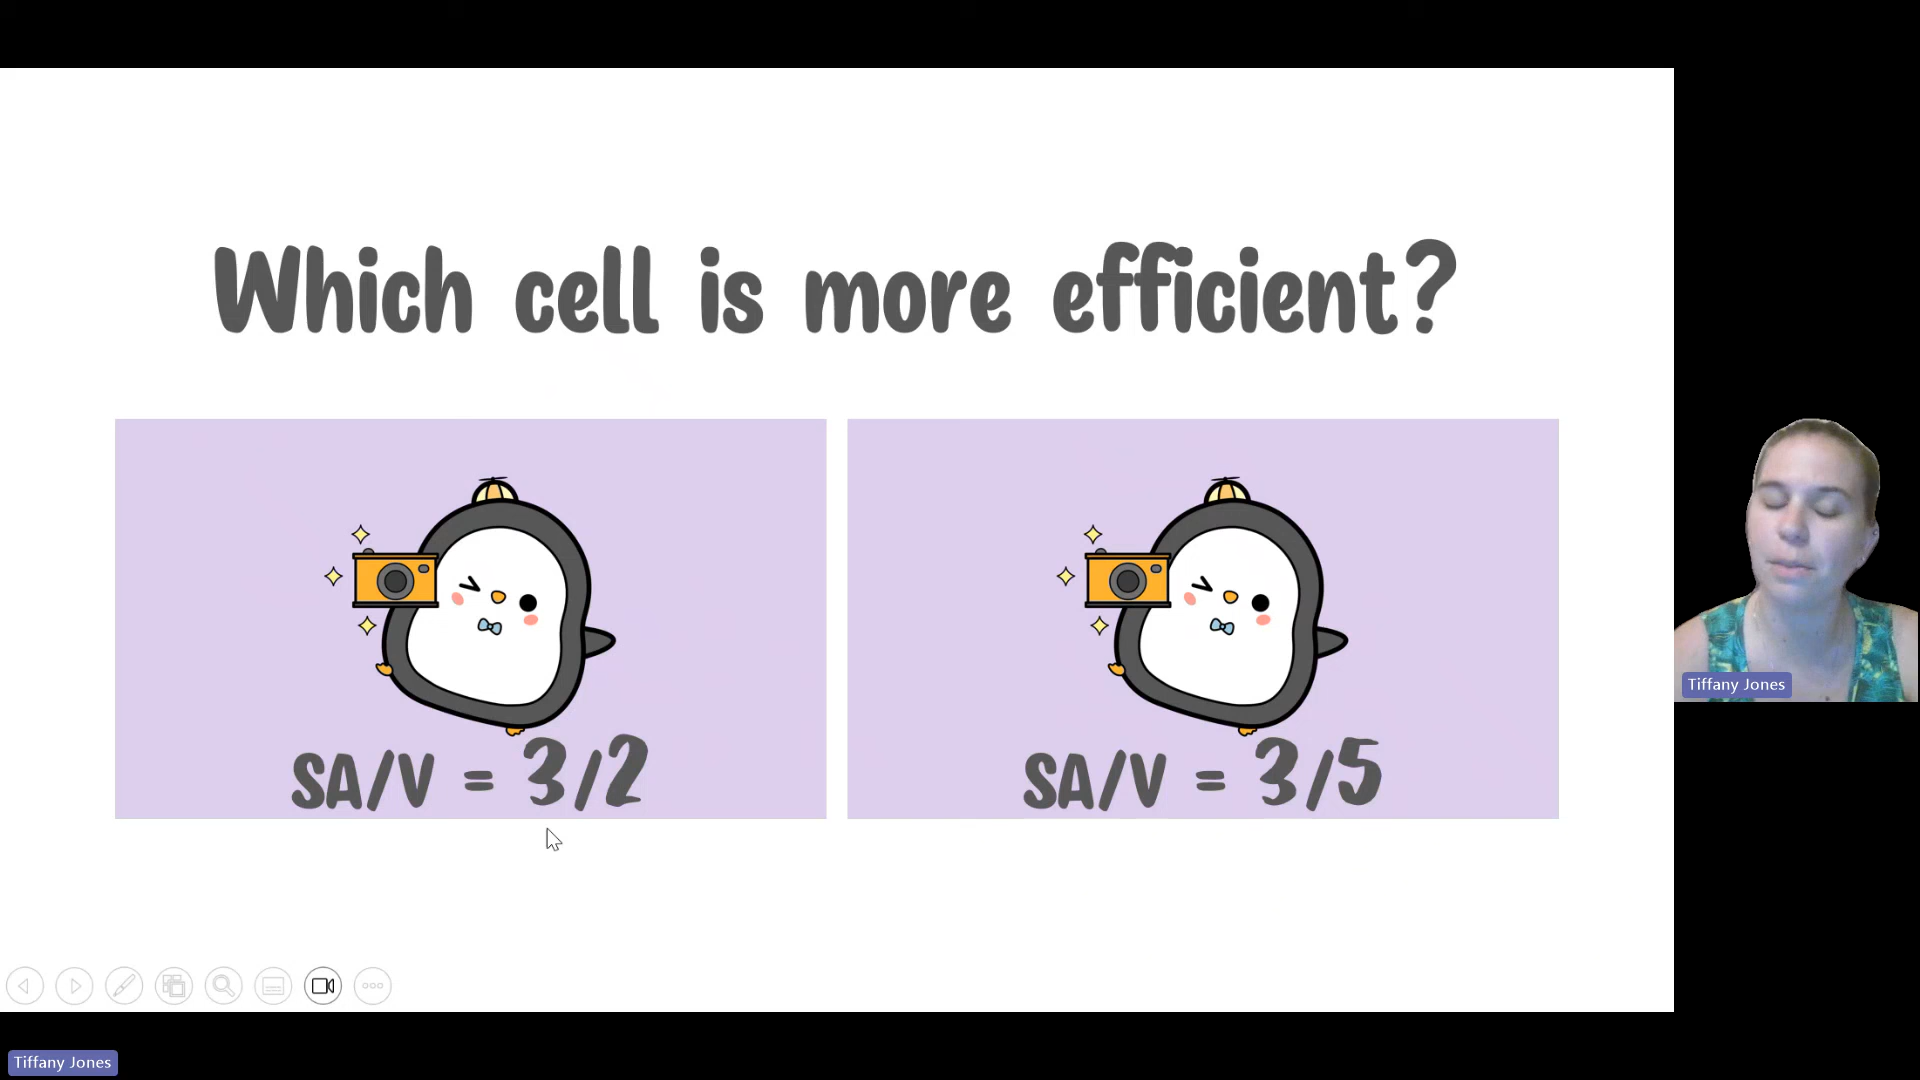 Which cell is more efficient?
SA/V = 3/2
SA/V = 3/5
Tiffany Jones
Tiffany Jones